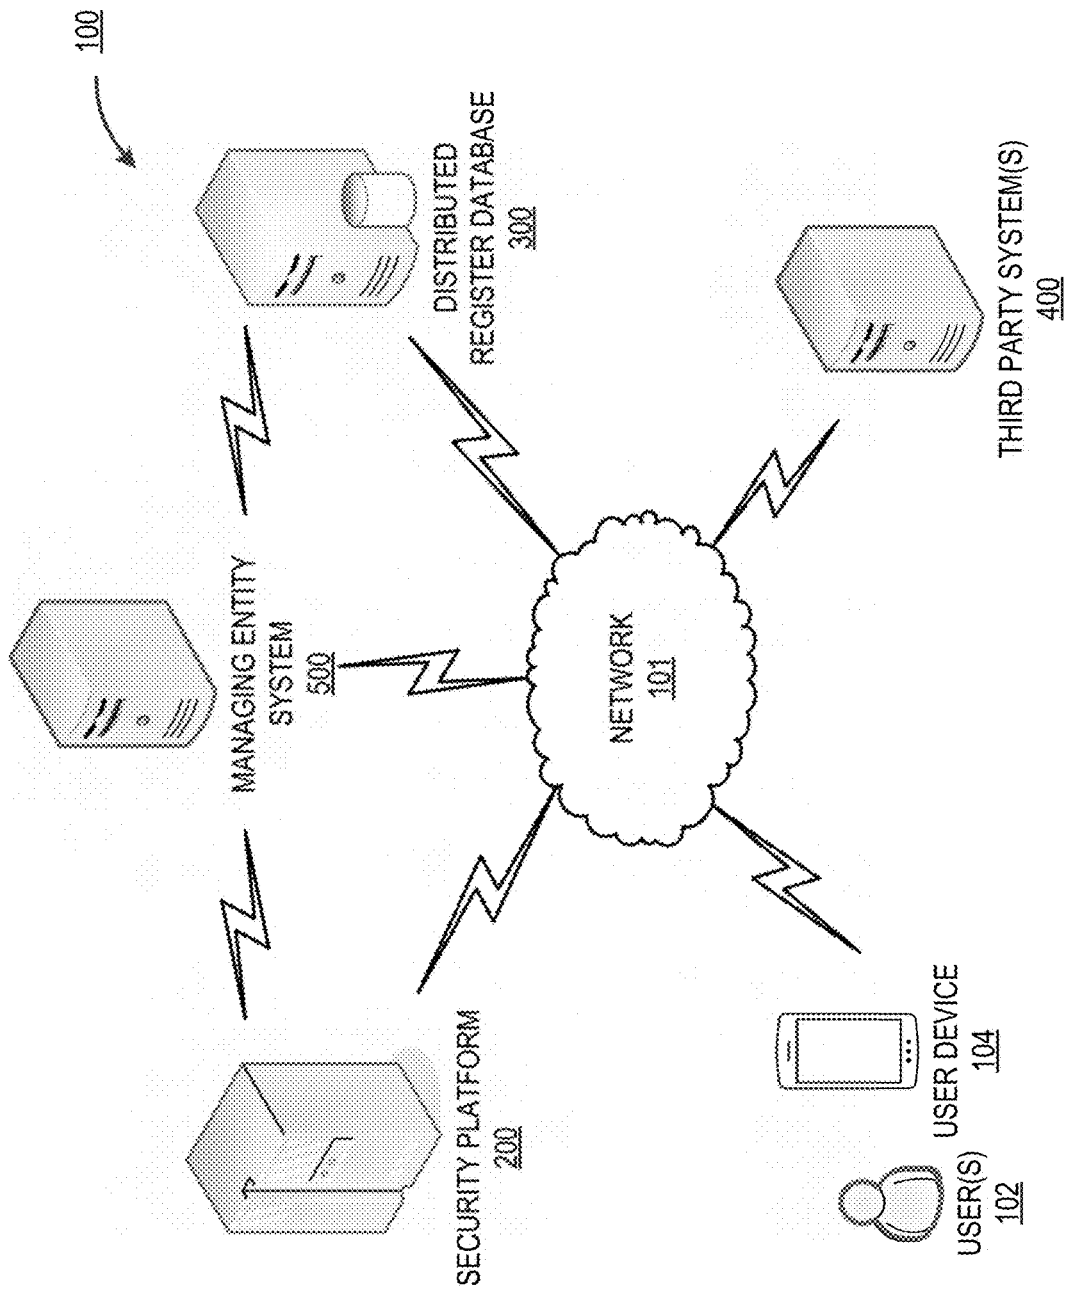 100
MANAGING ENTITY
SYSTEM
500
SECURITY PLATFORM
200
DISTRIBUTED
REGISTER DATABASE
300
NETWORK
101
USER(S)
102
USER DEVICE
104
THIRD PARTY SYSTEM(S)
400